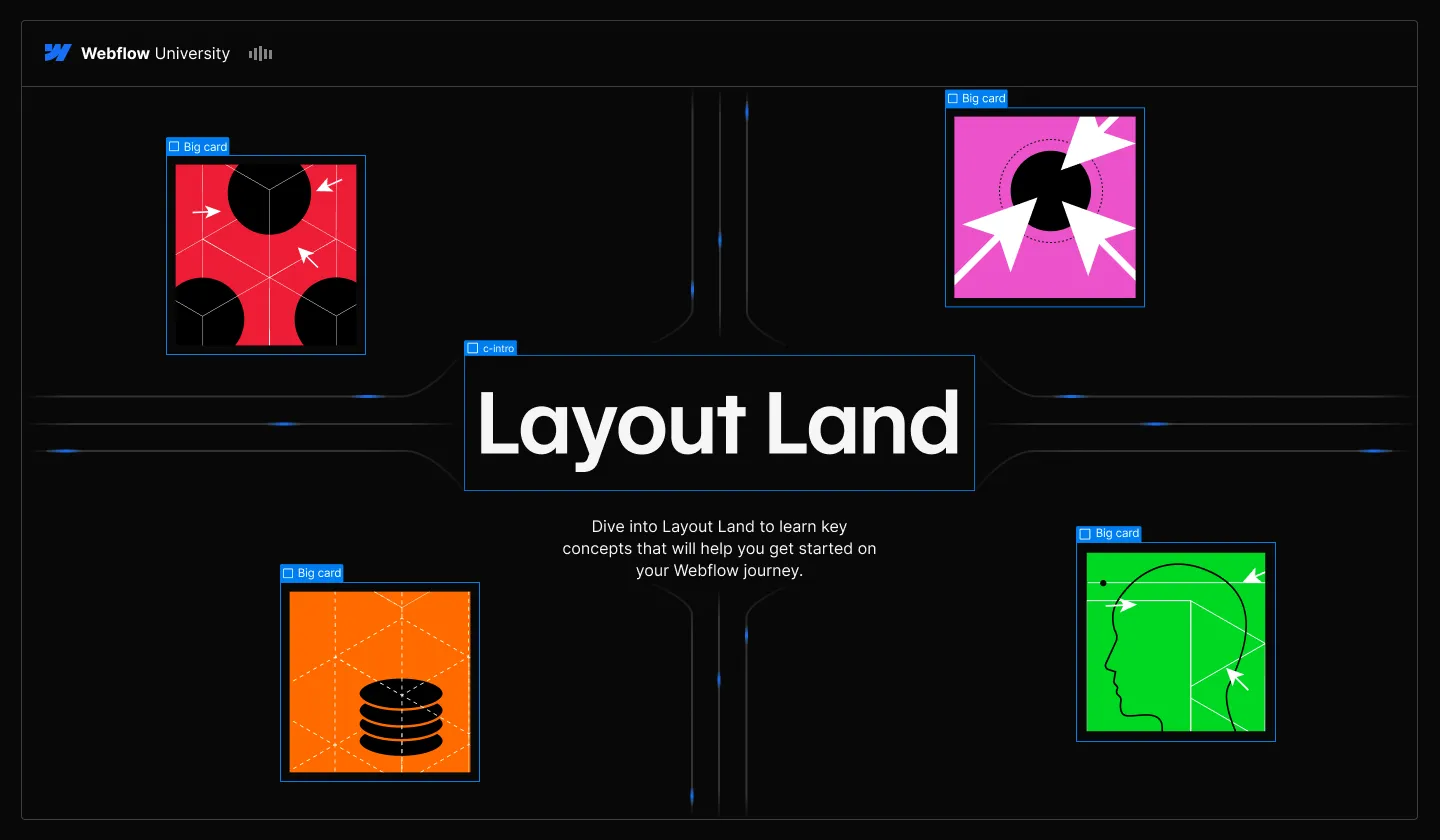 Webflow University
Big card
Big card
c-intro
Layout Land
Dive into Layout Land to learn key
concepts that will help you get started on
your Webflow journey.
Big card
Big card